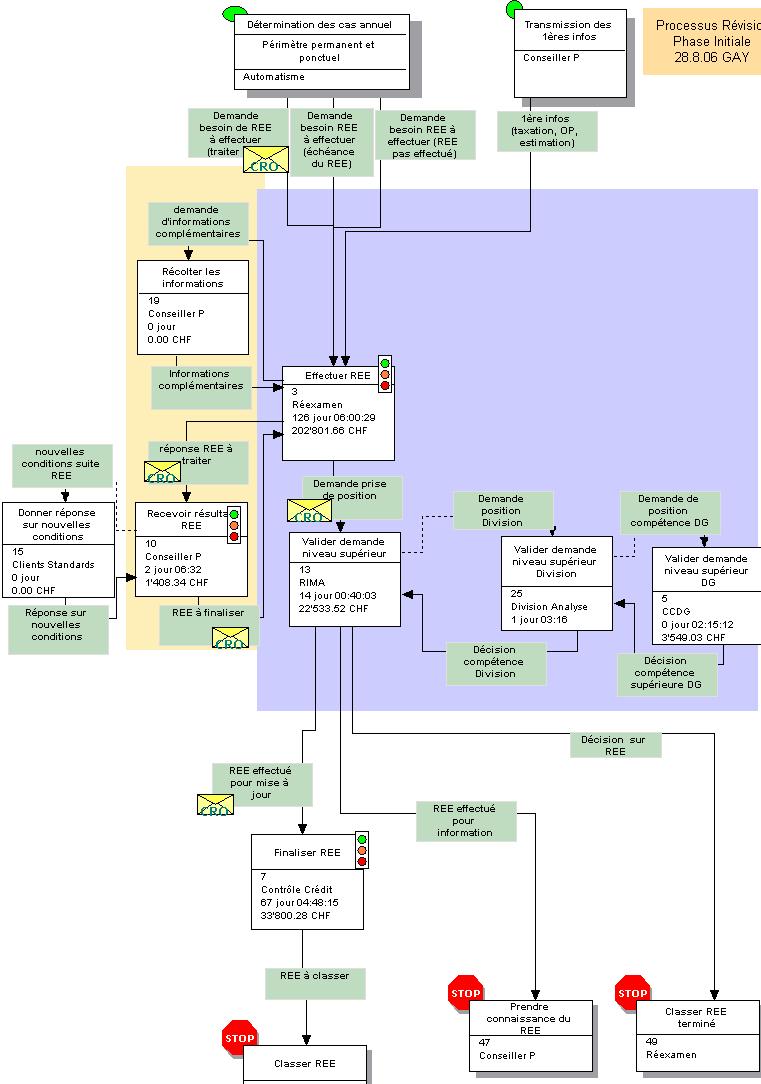 Détermination des cas annuel
Périmètre permanent et
ponctuel
Automatisme
Transmission des
1ères infos
Conseiller P
Processus
Phase Initiale
28.8.06 GAY
Demande
besoin de REE
à effectuer
(traiter
CRO
Demande
besoin REE
à effectuer
(échéance
du REE)
Demande
besoin REE à
effectuer (REE
pas effectué)
1ère infos
(taxation, OP,
estimation)
demande
d'informations
complémentaires
Récolter les
informations
19
Conseiller P
0 jour
0.00 CHF
Informations
complémentaires
Effectuer REE
3
Réexamen
126 jour 06:00:29
202'801.66 CHF
réponse REE à
traiter
CRO
nouvelles
conditions suite
REE
Donner réponse
sur nouvelles
conditions
15
Clients Standards
0 jour
0.00 CHF
Réponse sur
nouvelles
conditions
Recevoir résulta
REE
10
Conseiller P
2 jour 06:32
1'408.34 CHF
REE à finaliser
CRO
Demande prise
de position
CRO
Valider demande
niveau supérieur
13
RIMA
14 jour 00:40:03
22'533.52 CHF
Demande
position
Division
Valider demande
niveau supérieur
Division
25
Division Analyse
1 jour 03:16
Demande de
position
compétence DG
Valider demande
niveau supérieur
DG
5
CCDG
0 jour 02:15:12
3'549.03 CHF
Décision
compétence
Division
Décision
compétence
supérieure DG
Décision sur
REE
REE effectué
pour mise à
jour
CRO
REE effectué
pour
information
Finaliser REE
7
Contrôle Crédit
67 jour 04:48:15
33'800.28 CHF
REE à classer
STOP
Classer REE
STOP
Prendre
connaissance du
REE
47
Conseiller P
STOP
Classer REE
terminé
49
Réexamen